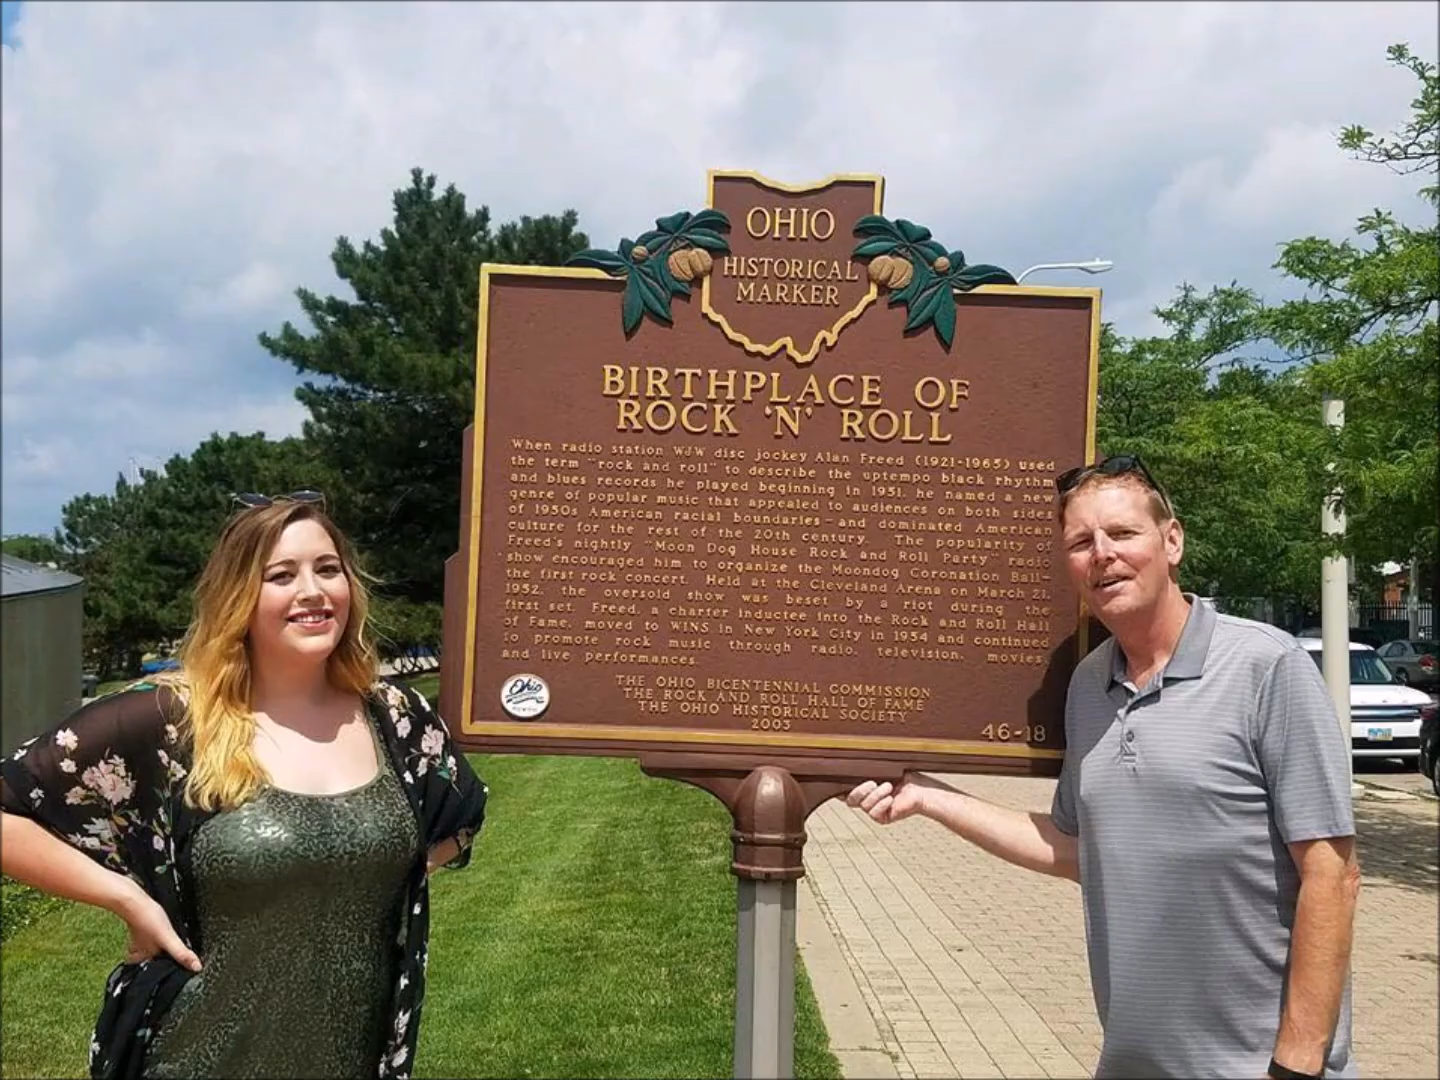 OHIO
HISTORICAL
MARKER
BIRTHPLACE OF
ROCK 'N' ROLL
When radio station WJW disc jockey Alan Freed (1921-1965) used
the term "rock and roll" to describe the uptempo black rhythm
and blues records he played beginning in 1951, he named a new
genre of popular music that appealed to audiences on both sides
of 1950s American racial boundaries—and dominated American
culture for the rest of the 20th century. The popularity of
Freed's nightly "Moon Dog House Rock and Roll Party" radio
show encouraged him to organize the Moondog Coronation Ball—
the first rock concert. Held at the Cleveland Arena on March 21,
1952, the oversold show was beset by a riot during the
first set. Freed, a charter inductee into the Rock and Roll Hall
of Fame, moved to WINS in New York City in 1954 and continued
to promote rock music through radio, television, movies,
and live performances.
THE OHIO BICENTENNIAL COMMISSION
THE ROCK AND ROLL HALL OF FAME
THE OHIO HISTORICAL SOCIETY
2003
46-18
Ohio